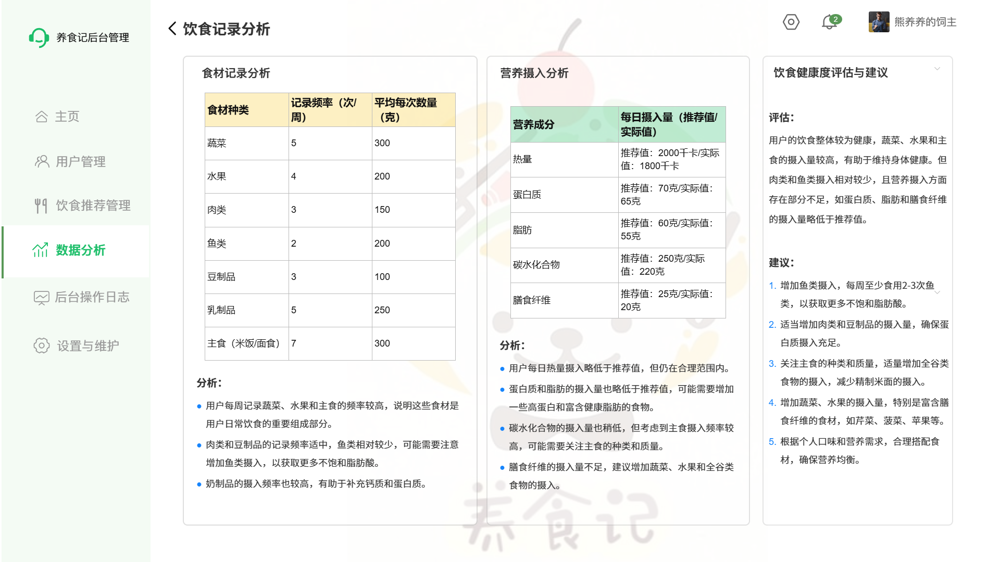 养食记后台管理
主页
用户管理
饮食推荐管理
数据分析
后台操作日志
设置与维护
饮食记录分析
2
熊养养的饲主
食材记录分析
食材种类
记录频率（次/
周）
平均每次数量
（克）
蔬菜
5
300
水果
4
200
肉类
3
150
鱼类
2
200
豆制品
3
100
乳制品
5
250
主食（米饭/面食）
7
300
分析：
用户每周记录蔬菜、水果和主食的频率较高，说明这些食材是
用户日常饮食的重要组成部分。
肉类和豆制品的记录频率适中，鱼类相对较少，可能需要注意
增加鱼类摄入，以获取更多不饱和脂肪酸。
奶制品的摄入频率也较高，有助于补充钙质和蛋白质。
营养摄入分析
营养成分
每日摄入量（推荐值/
实际值）
热量
推荐值：2000千卡/实际
值：1800千卡
蛋白质
推荐值：70克/实际值：
65克
脂肪
推荐值：60克/实际值：
55克
碳水化合物
推荐值：250克/实际
值：220克
膳食纤维
推荐值：25克/实际值：
20克
分析：
用户每日热量摄入略低于推荐值，但仍在合理范围内。
蛋白质和脂肪的摄入量也略低于推荐值，可能需要增加
一些高蛋白和富含健康脂肪的食物。
碳水化合物的摄入量也稍低，但考虑到主食摄入频率较
高，可能需要关注主食的种类和质量。
膳食纤维的摄入量不足，建议增加蔬菜、水果和全谷类
食物的摄入。
养食记
饮食健康度评估与建议
评估：
用户的饮食整体较为健康，蔬菜、水果和主
食的摄入量较高，有助于维持身体健康。但
肉类和鱼类摄入相对较少，且营养摄入方面
存在部分不足，如蛋白质、脂肪和膳食纤维
的摄入量略低于推荐值。
建议：
1. 增加鱼类摄入，每周至少食用2-3次鱼
类，以获取更多不饱和脂肪酸。
2. 适当增加肉类和豆制品的摄入量，确保蛋
白质摄入充足。
3. 关注主食的种类和质量，适量增加全谷类
食物的摄入，减少精制米面的摄入。
4. 增加蔬菜、水果的摄入量，特别是富含膳
食纤维的食材，如芹菜、菠菜、苹果等。
5. 根据个人口味和营养需求，合理搭配食
材，确保营养均衡。